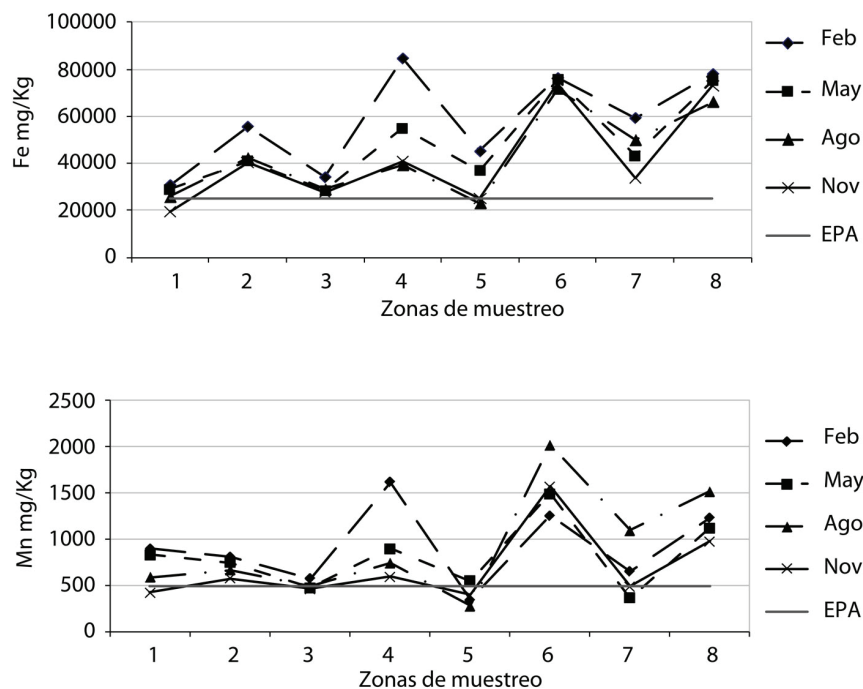 Fe mg/Kg
100000
80000
60000
40000
20000
0
1 2 3 4 5 6 7 8
Zonas de muestreo
Feb
May
Ago
Nov
EPA
Mn mg/Kg
2500
2000
1500
1000
500
0
1 2 3 4 5 6 7 8
Zonas de muestreo
Feb
May
Ago
Nov
EPA